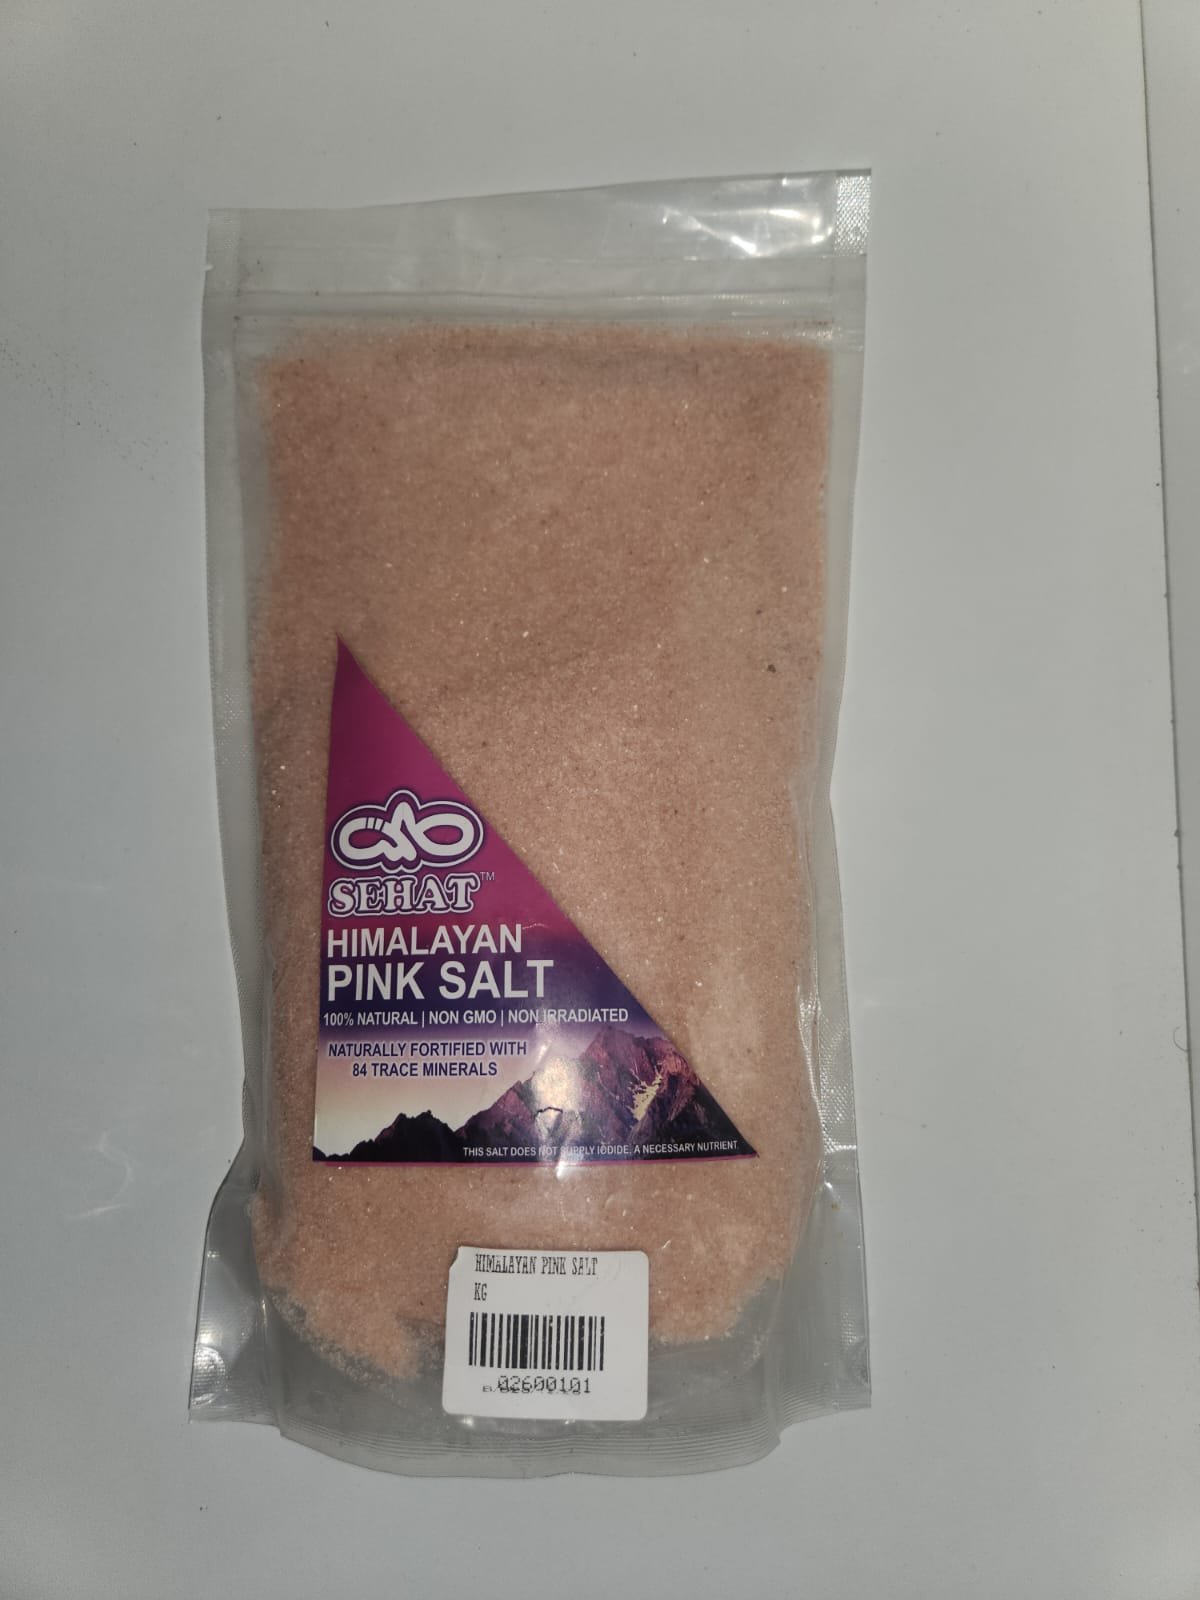 صحت
SEHAT™
HIMALAYAN
PINK SALT
100% NATURAL | NON GMO | NON IRRADIATED
NATURALLY FORTIFIED WITH
84 TRACE MINERALS
THIS SALT DOES NOT SUPPLY IODIDE, A NECESSARY NUTRIENT.
HIMALAYAN PINK SALT
KG
02600101